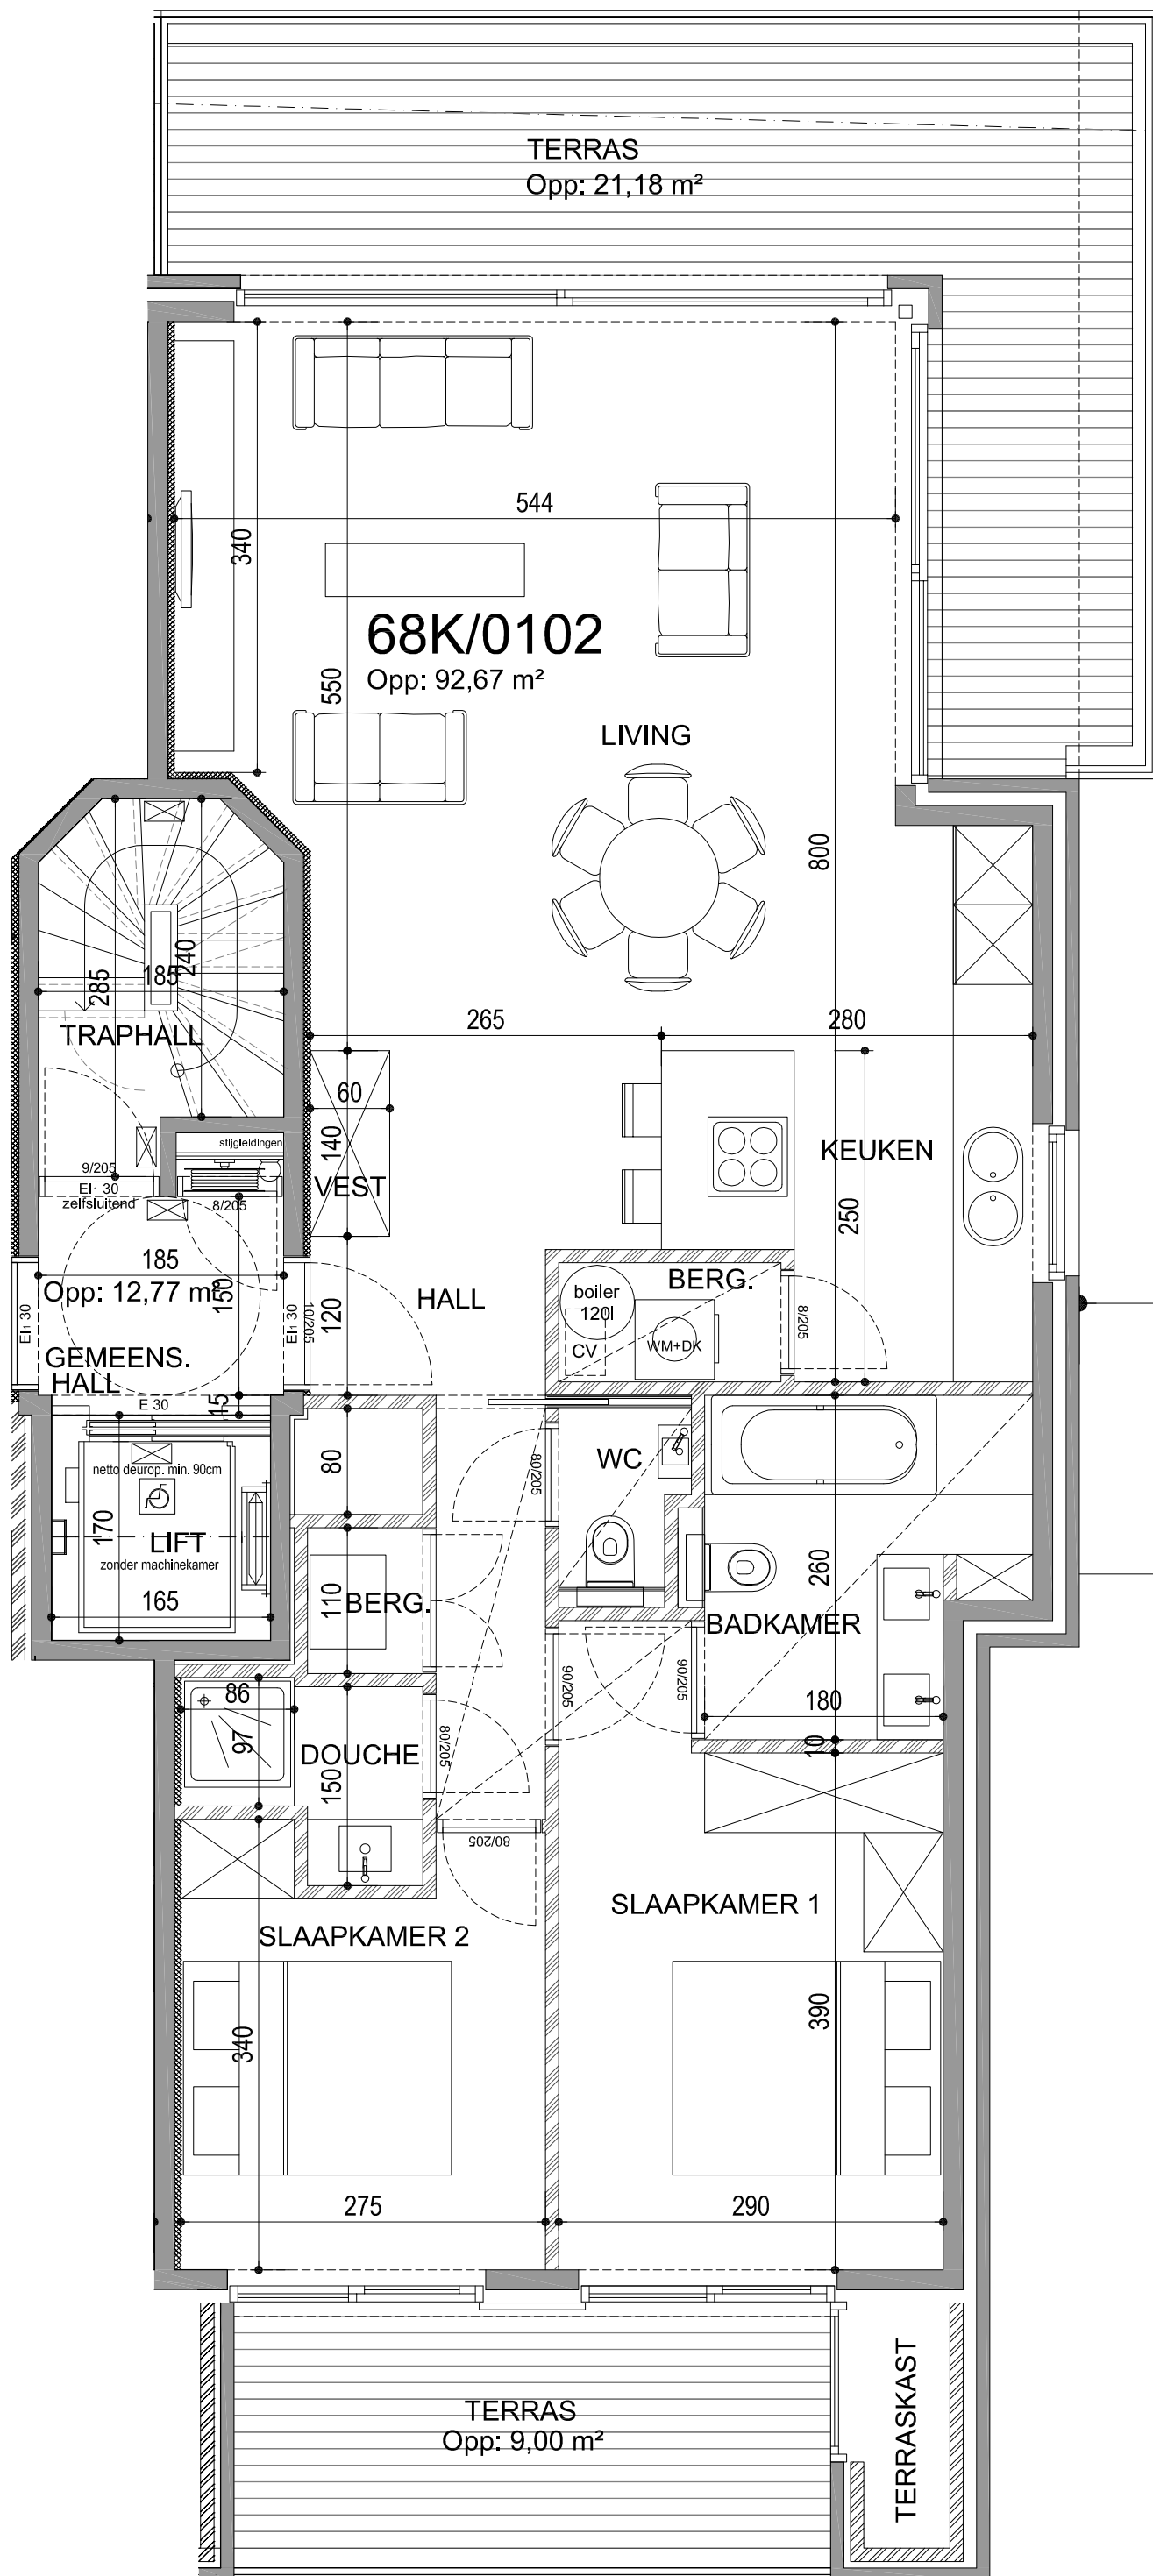 TERRAS
Opp: 21,18 m²
544
340
68K/0102
Opp: 92,67 m²
550
LIVING
800
285
185
240
TRAPHALL
265
280
60
140
VEST
KEUKEN
250
stijgleidingen
9/205
EI1 30
zelfsluitend
8/205
185
Opp: 12,77 m²
150
EI1 30
EI1 30
10/205
120
HALL
BERG.
boiler
120l
CV
WM+DK
8/205
GEMEENS.
HALL
15
E 30
netto deurop. min. 90cm
170
LIFT
zonder machinekamer
165
80
80/205
WC
110
BERG.
260
BADKAMER
90/205
90/205
180
10
86
97
DOUCHE
150
80/205
80/205
SLAAPKAMER 1
SLAAPKAMER 2
340
390
275
290
TERRAS
Opp: 9,00 m²
TERRASKAST